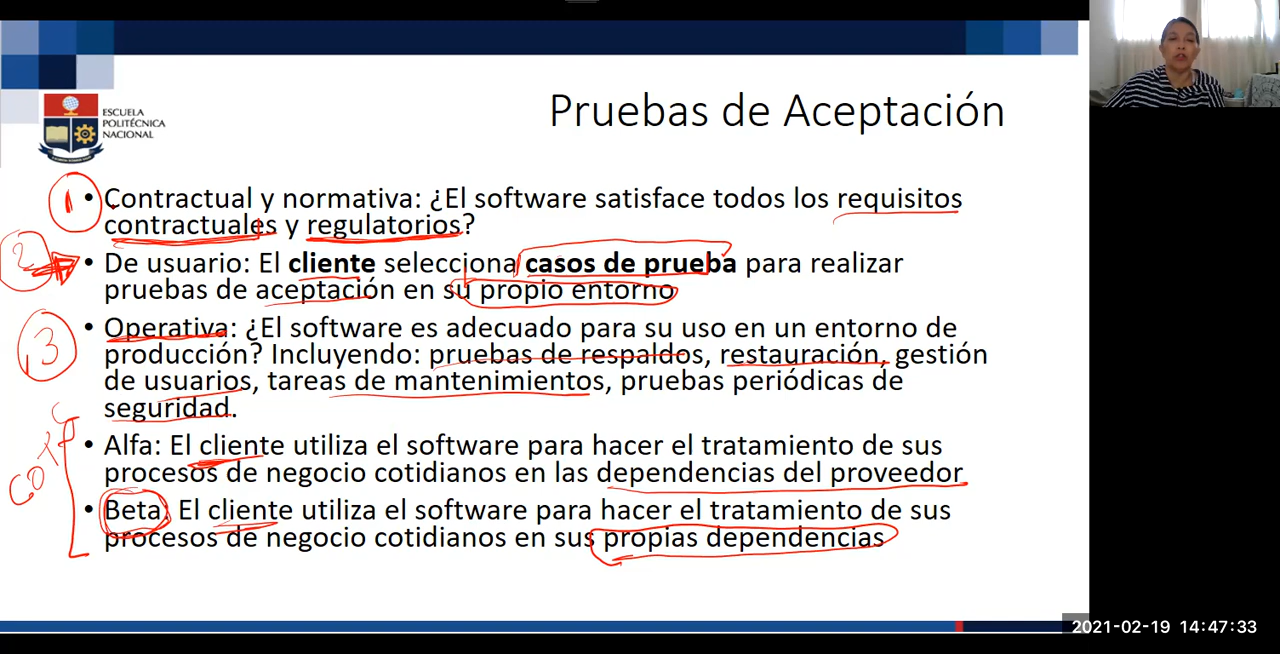 ESCUELA
POLITÉCNICA
NACIONAL
Pruebas de Aceptación
1
• Contractual y normativa: ¿El software satisface todos los requisitos
contractuales y regulatorios?
2
• De usuario: El cliente selecciona casos de prueba para realizar
pruebas de aceptación en su propio entorno
3
• Operativa: ¿El software es adecuado para su uso en un entorno de
producción? Incluyendo: pruebas de respaldos, restauración, gestión
de usuarios, tareas de mantenimientos, pruebas periódicas de
seguridad.
• Alfa: El cliente utiliza el software para hacer el tratamiento de sus
procesos de negocio cotidianos en las dependencias del proveedor
• Beta: El cliente utiliza el software para hacer el tratamiento de sus
procesos de negocio cotidianos en sus propias dependencias
2021-02-19 14:47:33